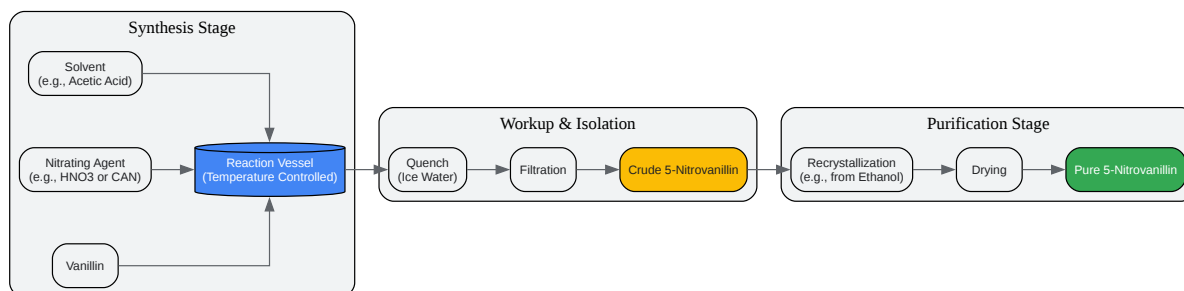 Synthesis Stage
Solvent
(e.g., Acetic Acid)
Nitrating Agent
(e.g., HNO3 or CAN)
Vanillin
Reaction Vessel
(Temperature Controlled)
Workup & Isolation
Quench
(Ice Water)
Filtration
Crude 5-Nitrovanillin
Purification Stage
Recrystallization
(e.g., from Ethanol)
Drying
Pure 5-Nitrovanillin